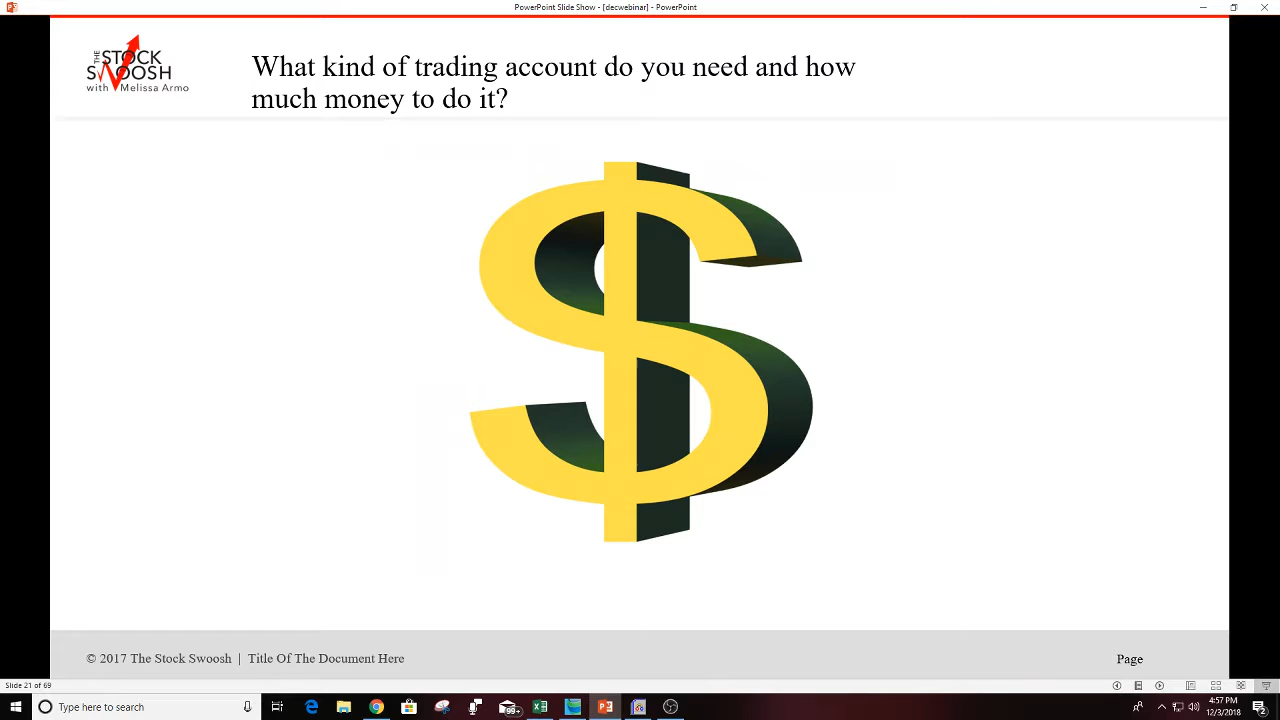 PowerPoint Slide Show - [decwebinar] - PowerPoint
THE
STOCK
SWOOSH
with Melissa Armo
What kind of trading account do you need and how
much money to do it?
© 2017 The Stock Swoosh | Title Of The Document Here
Page
Slide 21 of 69
Type here to search
4:57 PM
12/3/2018